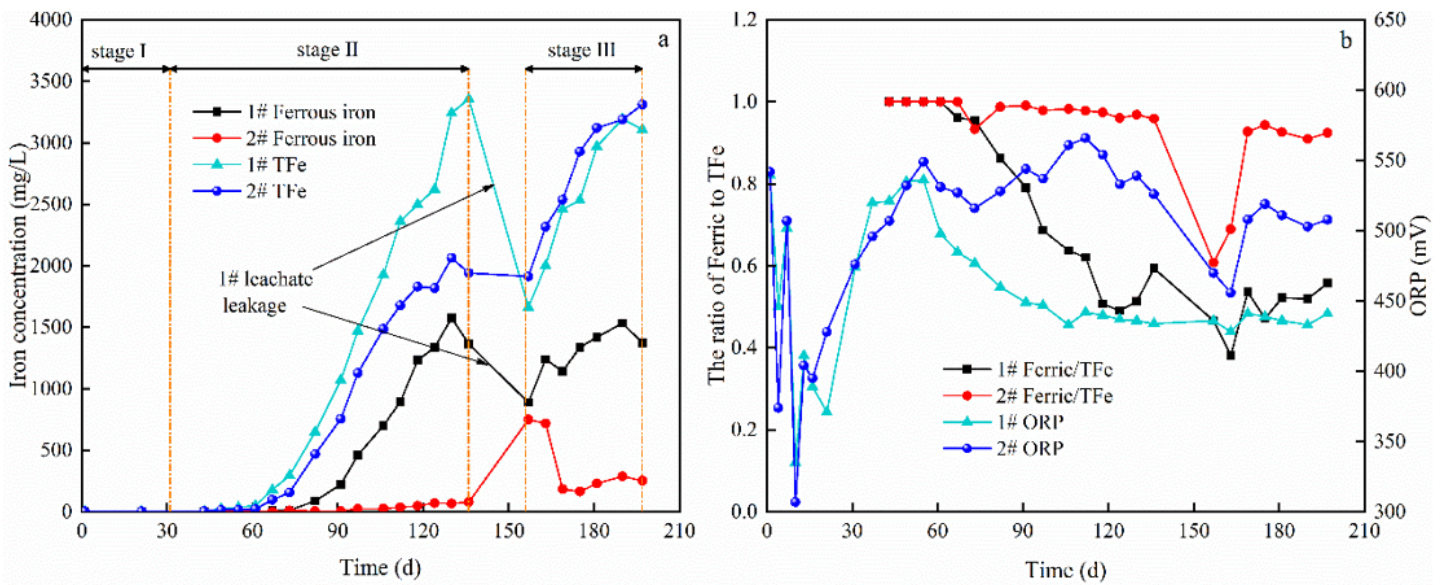 4000
3500
3000
2500
2000
1500
1000
500
0
Iron concentration (mg/L)
stage I
stage II
stage III
a
1# Ferrous iron
2# Ferrous iron
1# TFe
2# TFe
1# leachate
leakage
0 30 60 90 120 150 180 210
Time (d)
1.2
1.0
0.8
0.6
0.4
0.2
0.0
The ratio of Ferric to TFe
b
1# Ferric/TFe
2# Ferric/TFe
1# ORP
2# ORP
0 30 60 90 120 150 180 210
Time (d)
650
600
550
500
450
400
350
300
ORP (mV)